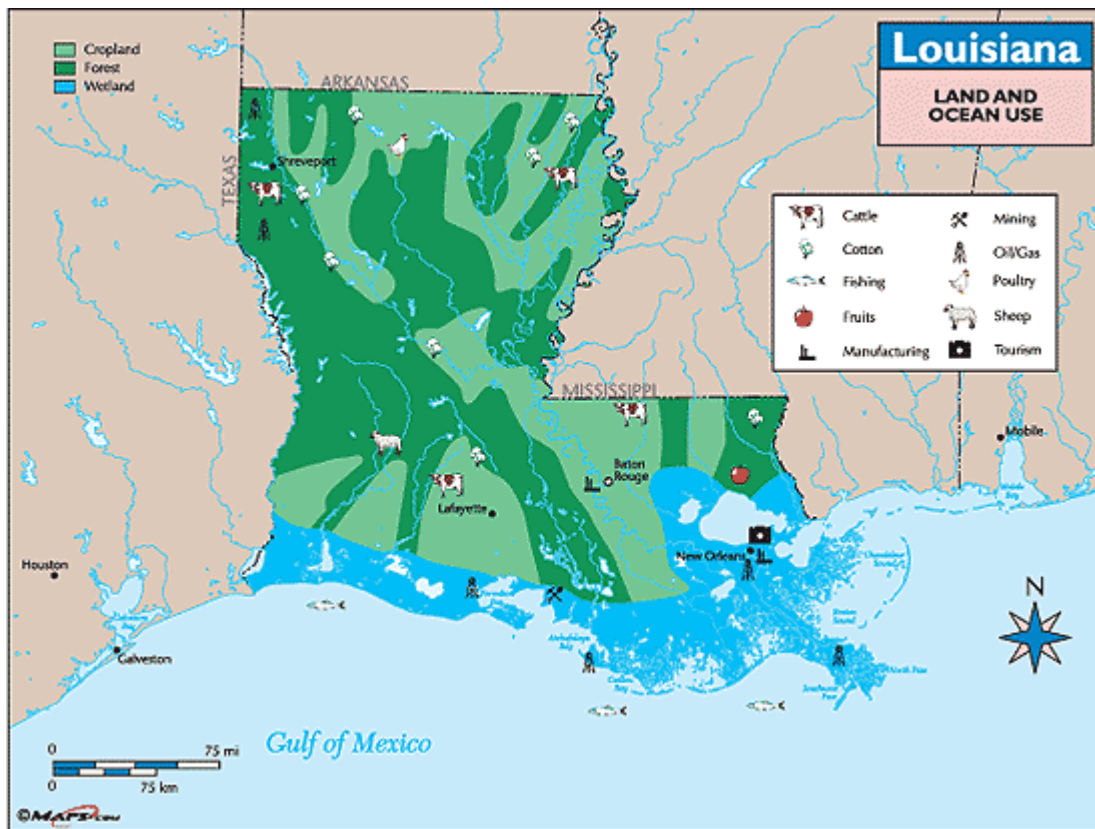 Louisiana
LAND AND
OCEAN USE
Cropland
Forest
Wetland
ARKANSAS
TEXAS
Shreveport
Cattle
Mining
Cotton
Oil/Gas
Fishing
Poultry
Fruits
Sheep
Manufacturing
Tourism
MISSISSIPPI
Mobile
Baton
Rouge
Lafayette
New Orleans
Houston
Galveston
N
Gulf of Mexico
0
75 mi
0
75 km
©MAPS.COM